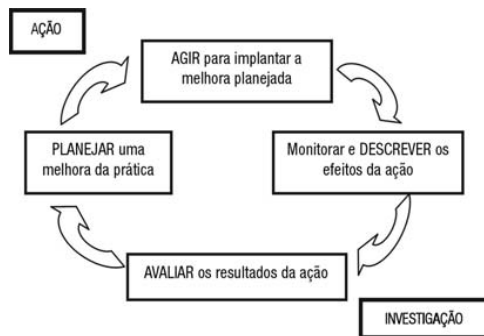 AÇÃO
AGIR para implantar a
melhora planejada
PLANEJAR uma
melhora da prática
Monitorar e DESCREVER os
efeitos da ação
AVALIAR os resultados da ação
INVESTIGAÇÃO